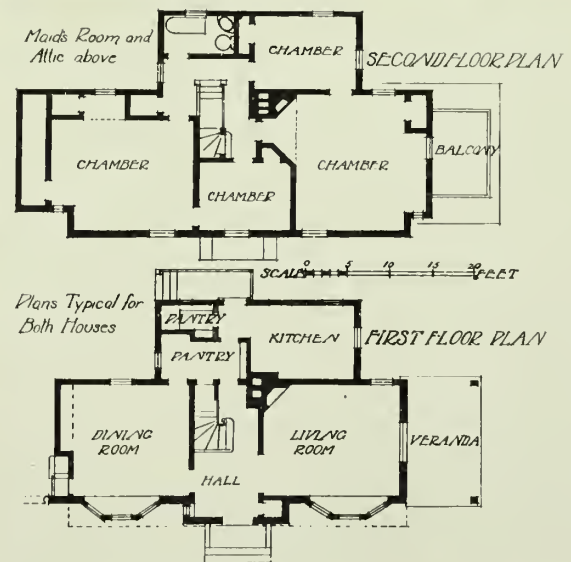 Maid's Room and
Attic above
CHAMBER
SECOND FLOOR PLAN
CHAMBER
CHAMBER
CHAMBER
BALCONY
SCALE 0 5 10 15 20 FEET
Plans Typical for
Both Houses
PANTRY
KITCHEN
FIRST FLOOR PLAN
PANTRY
DINING
ROOM
LIVING
ROOM
VERANDA
HALL